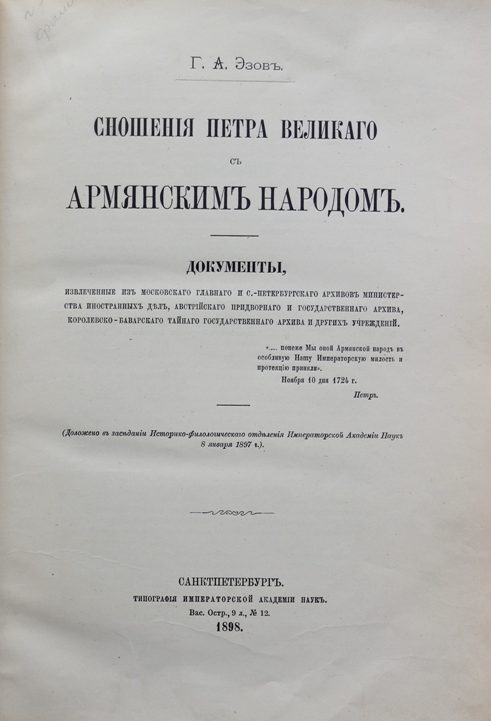 Г. А. Эзовъ.
СНОШЕНІЯ ПЕТРА ВЕЛИКАГО
СЪ
АРМЯНСКИМЪ НАРОДОМЪ.
ДОКУМЕНТЫ,
ИЗВЛЕЧЕННЫЕ ИЗЪ МОСКОВСКАГО ГЛАВНАГО И С.-ПЕТЕРБУРГСКАГО АРХИВОВЪ МИНИСТЕР-
СТВА ИНОСТРАННЫХЪ ДѢЛЪ, АВСТРІЙСКАГО ПРИДВОРНАГО И ГОСУДАРСТВЕННАГО АРХИВА,
КОРОЛЕВСКО-БАВАРСКАГО ТАЙНАГО ГОСУДАРСТВЕННАГО АРХИВА И ДРУГИХЪ УЧРЕЖДЕНІЙ.
«.... понеже Мы оной Армянской народъ въ
особливую Нашу Императорскую милость и
протекцію приняли».
Ноября 10 дня 1724 г.
Петръ.
(Доложено въ засѣданіи Историко-филологическаго отдѣленія Императорской Академіи Наукъ
8 января 1897 г.).
САНКТПЕТЕРБУРГЪ.
ТИПОГРАФІЯ ИМПЕРАТОРСКОЙ АКАДЕМІИ НАУКЪ.
Вас. Остр., 9 л., № 12.
1898.